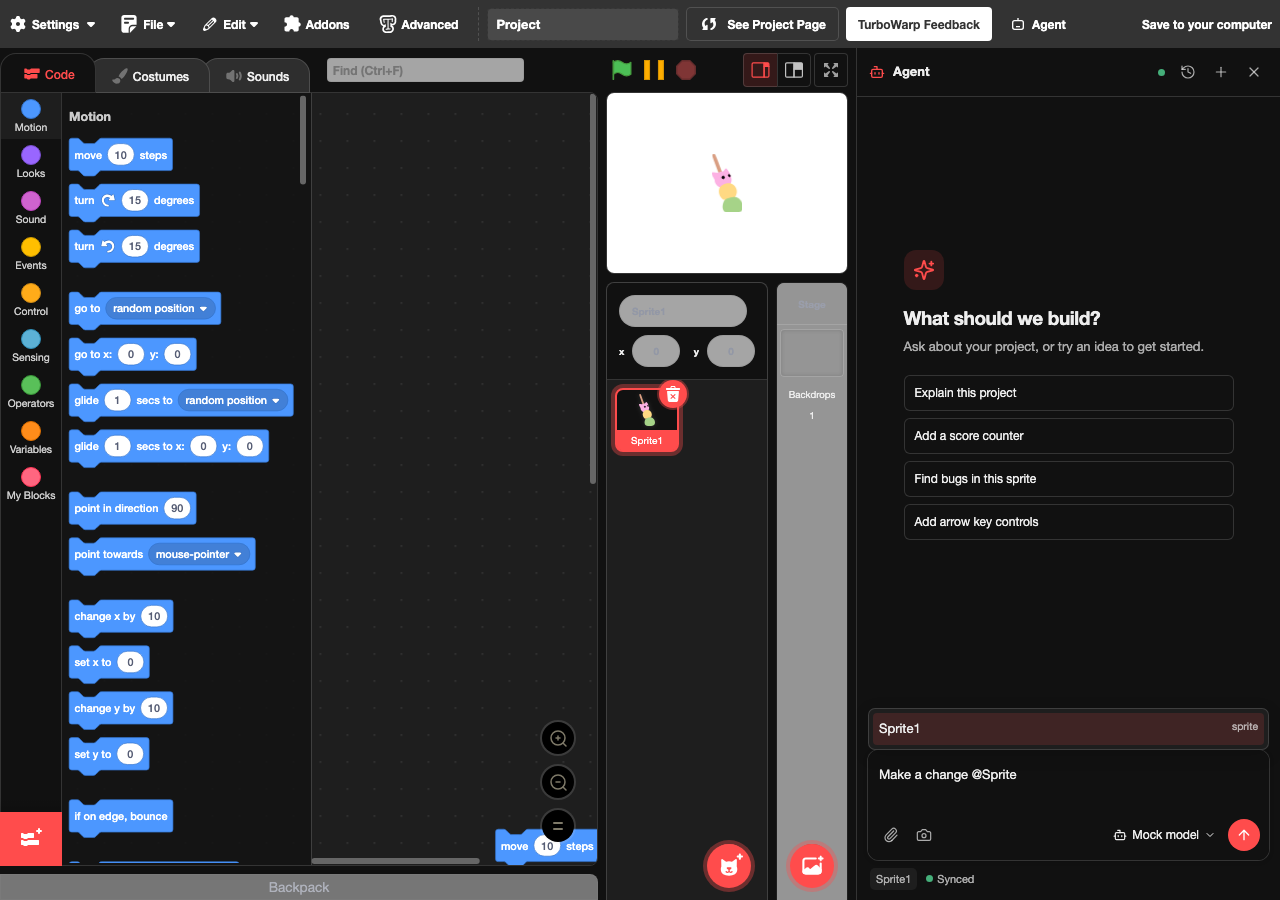 Settings
File
Edit
Addons
Advanced
Project
See Project Page
TurboWarp Feedback
Agent
Save to your computer
Code
Costumes
Sounds
Find (Ctrl+F)
Agent
Motion
Looks
Sound
Events
Control
Sensing
Operators
Variables
My Blocks
Motion
move 10 steps
turn 15 degrees
turn 15 degrees
go to random position
go to x: 0 y: 0
glide 1 secs to random position
glide 1 secs to x: 0 y: 0
point in direction 90
point towards mouse-pointer
change x by 10
set x to 0
change y by 10
set y to 0
if on edge, bounce
move 10 steps
Backpack
Sprite1
x 0 y 0
Sprite1
Stage
Backdrops
1
What should we build?
Ask about your project, or try an idea to get started.
Explain this project
Add a score counter
Find bugs in this sprite
Add arrow key controls
Sprite1 sprite
Make a change @Sprite
Mock model
Sprite1 Synced